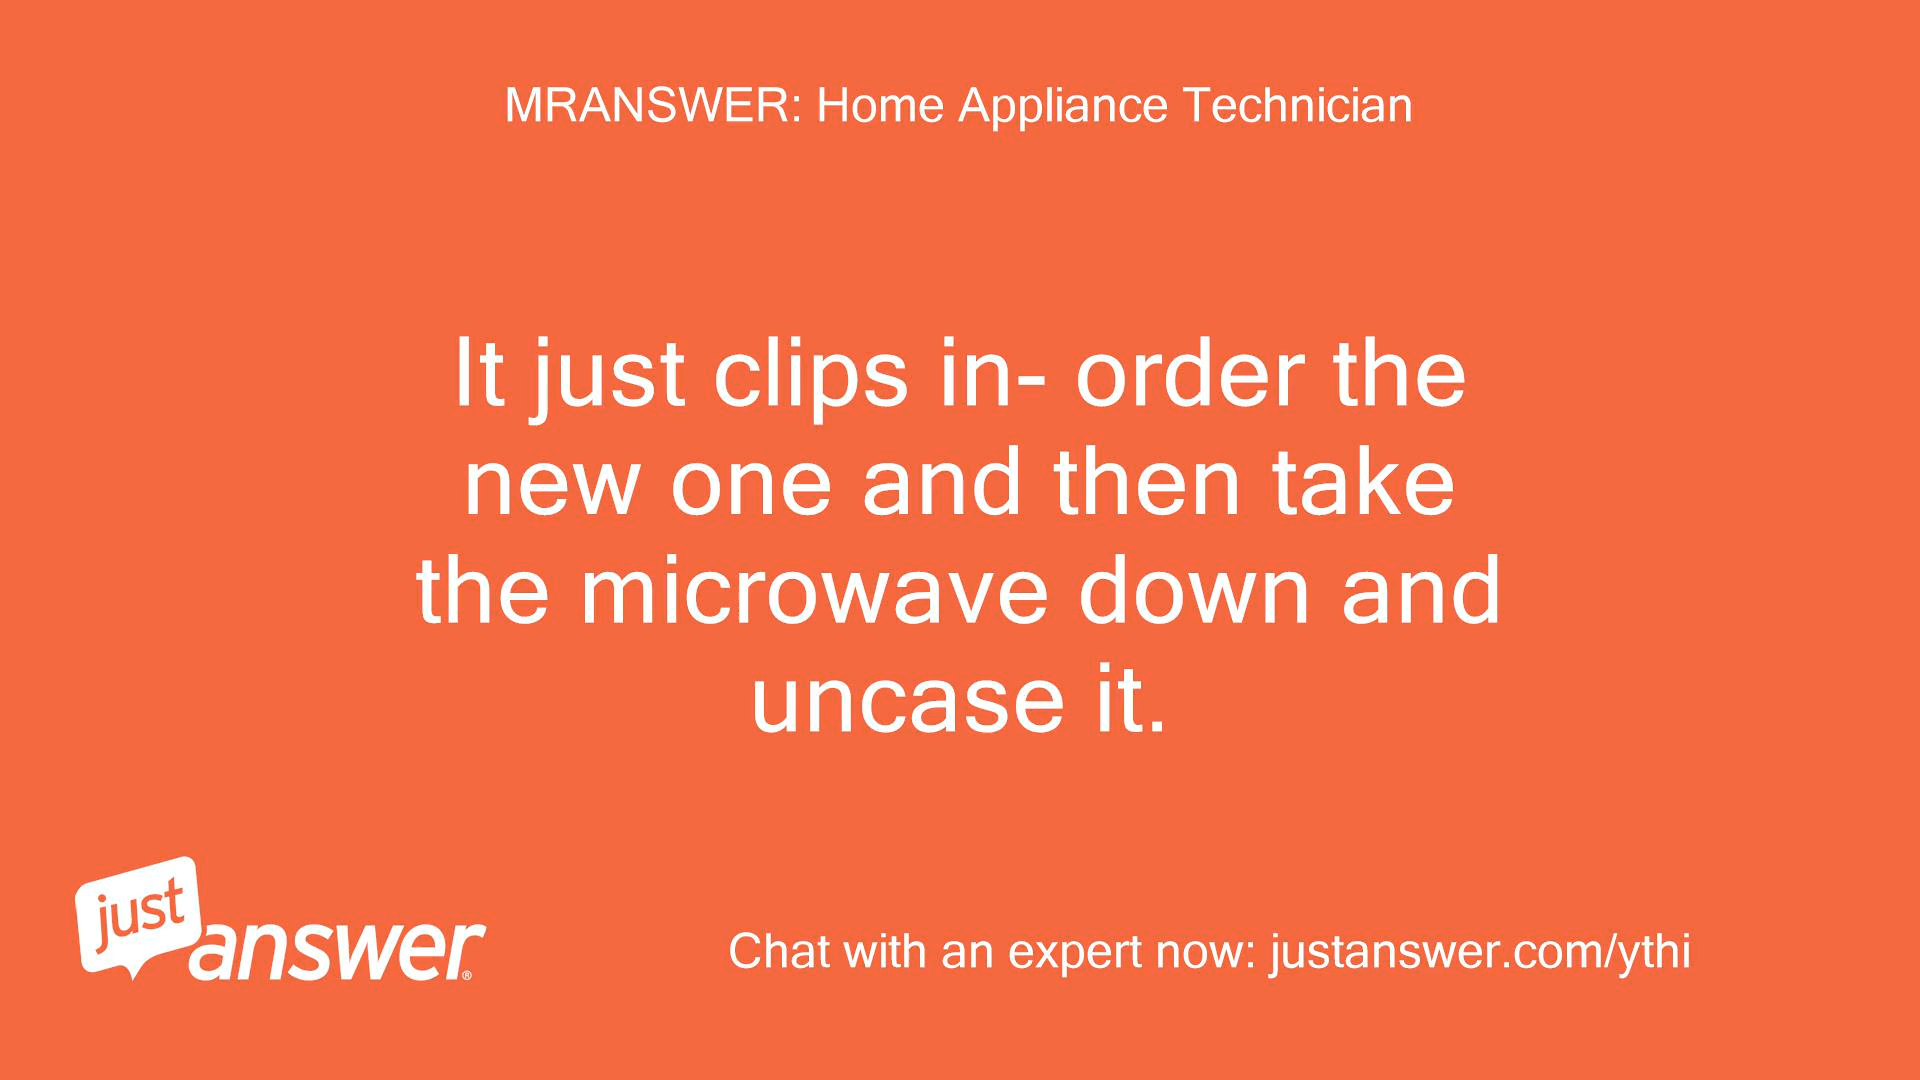 MRANSWER: Home Appliance Technician
It just clips in- order the
new one and then take
the microwave down and
uncase it.
just
answer®
Chat with an expert now: justanswer.com/ythi